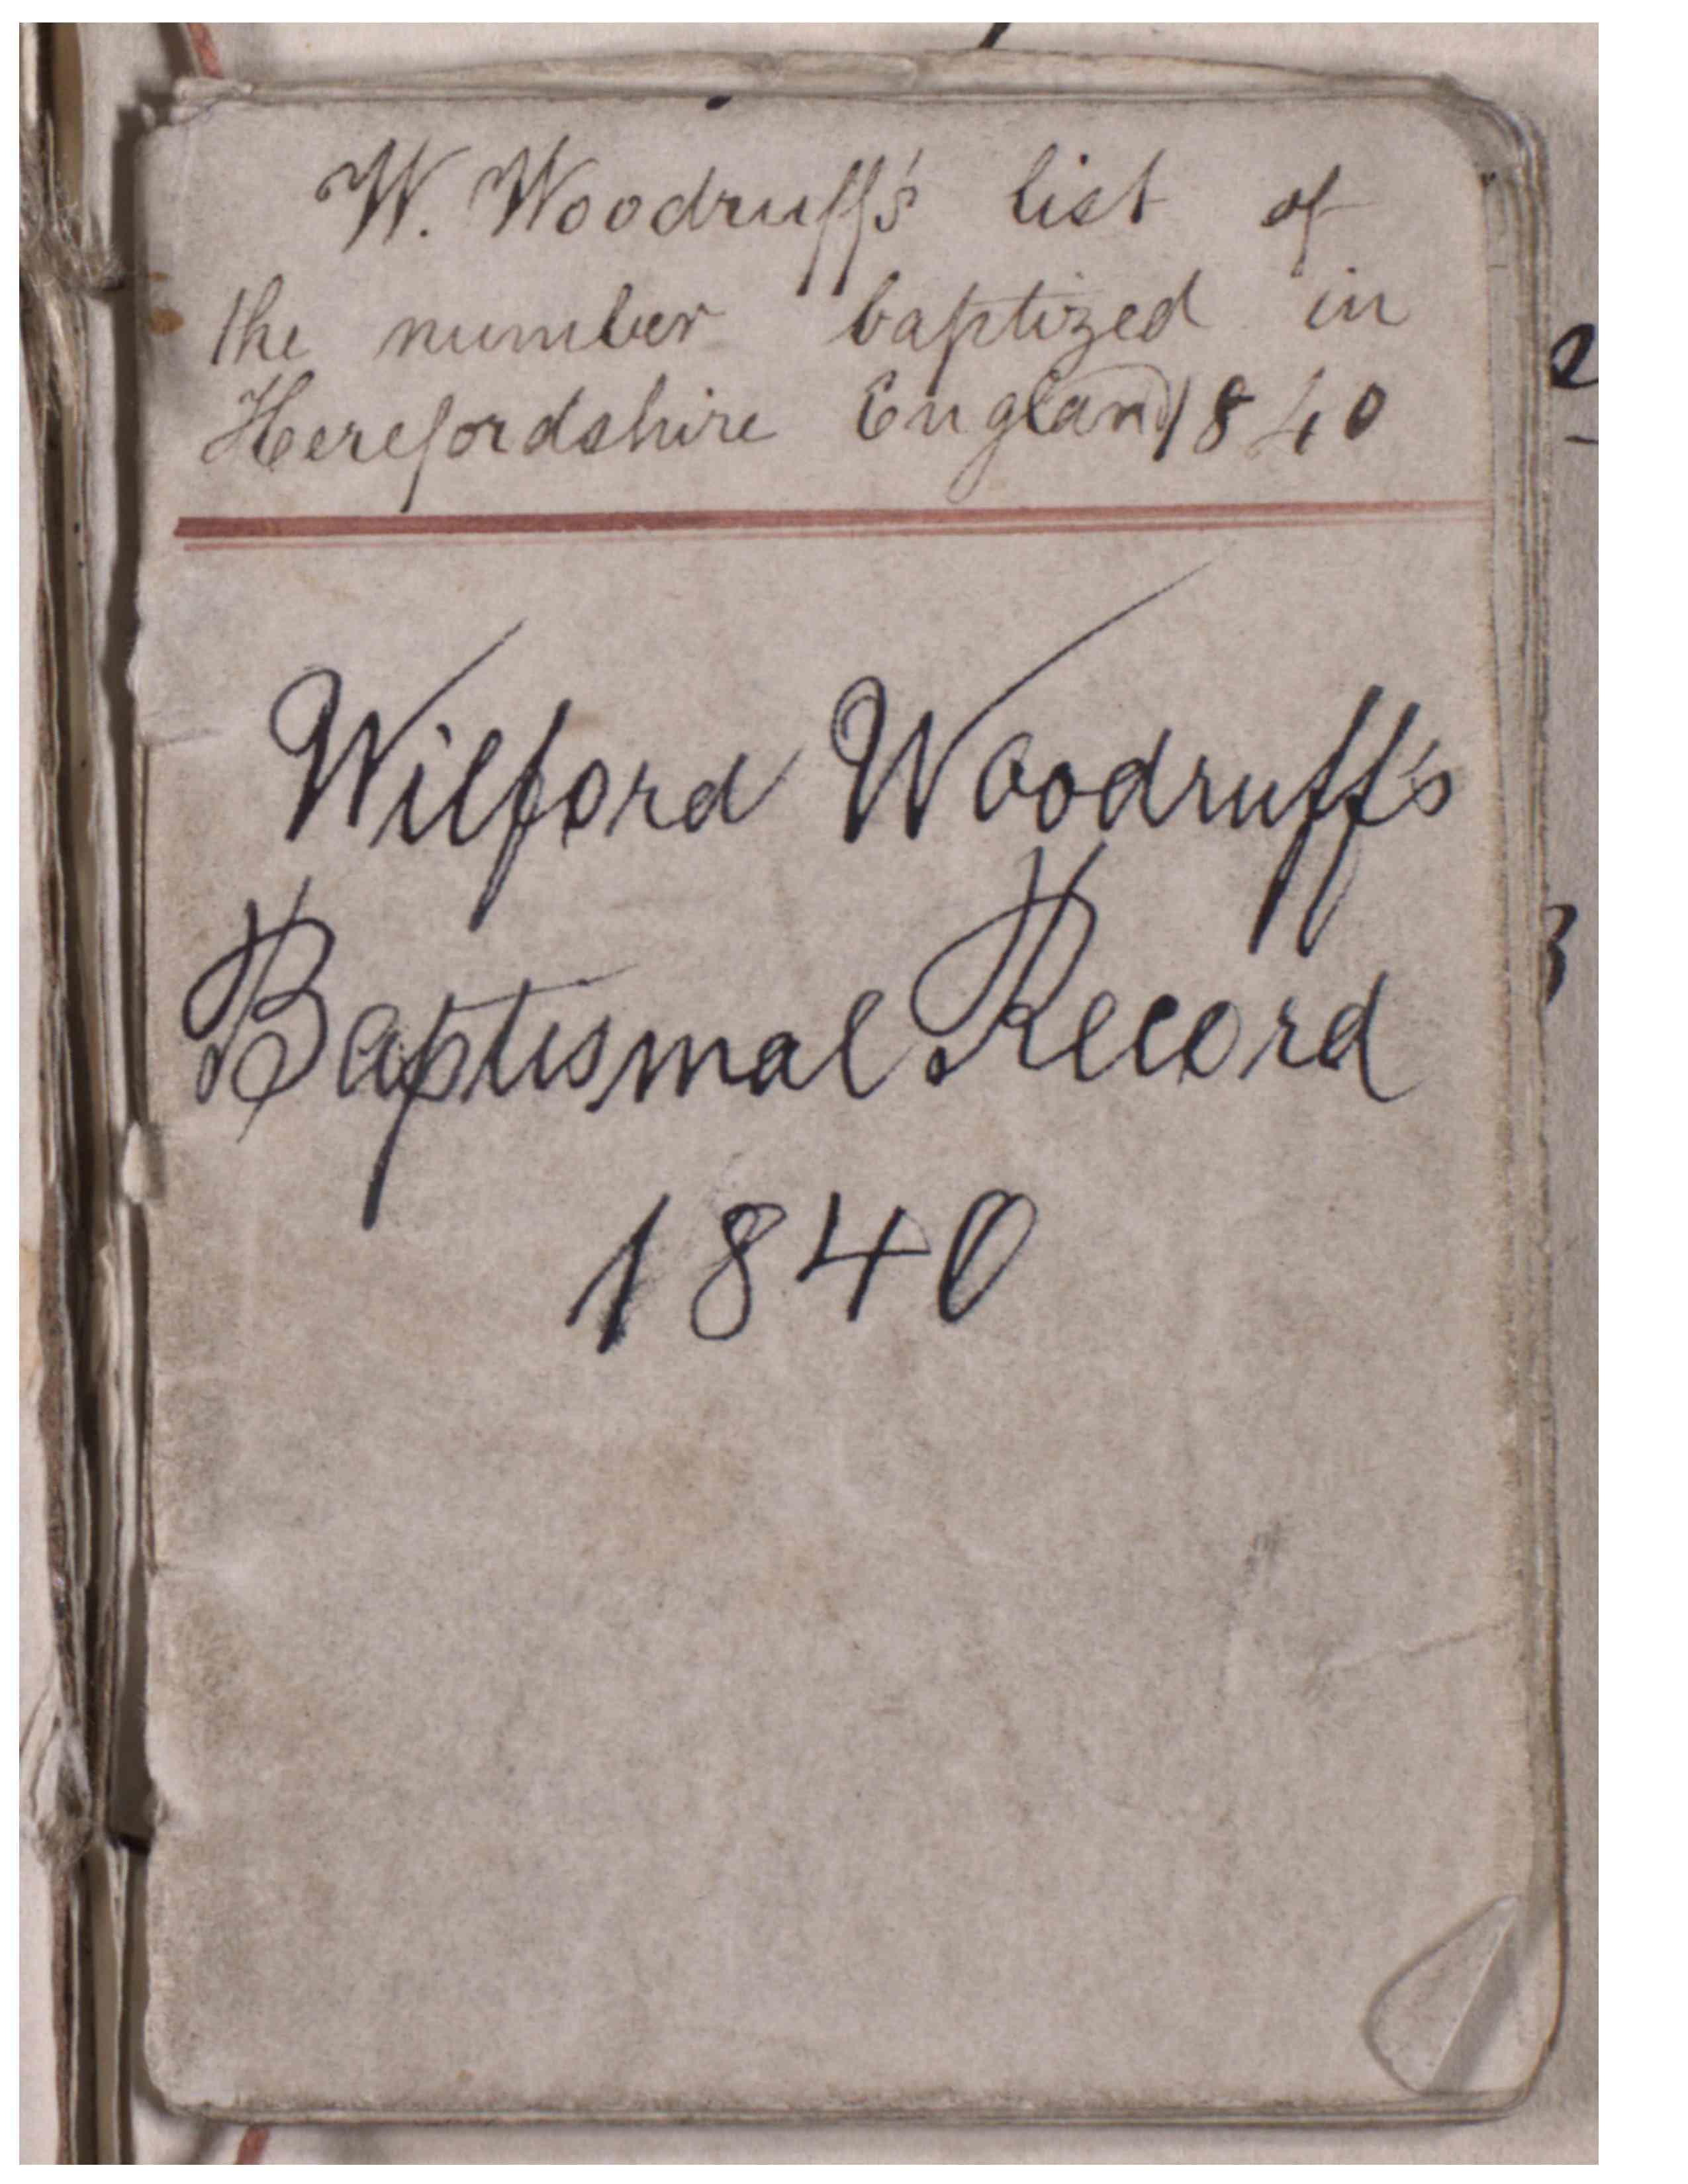 W. Woodruff's list of
the number baptized in
Herefordshire England 1840
Wilford Woodruff's
Baptismal Record
1840